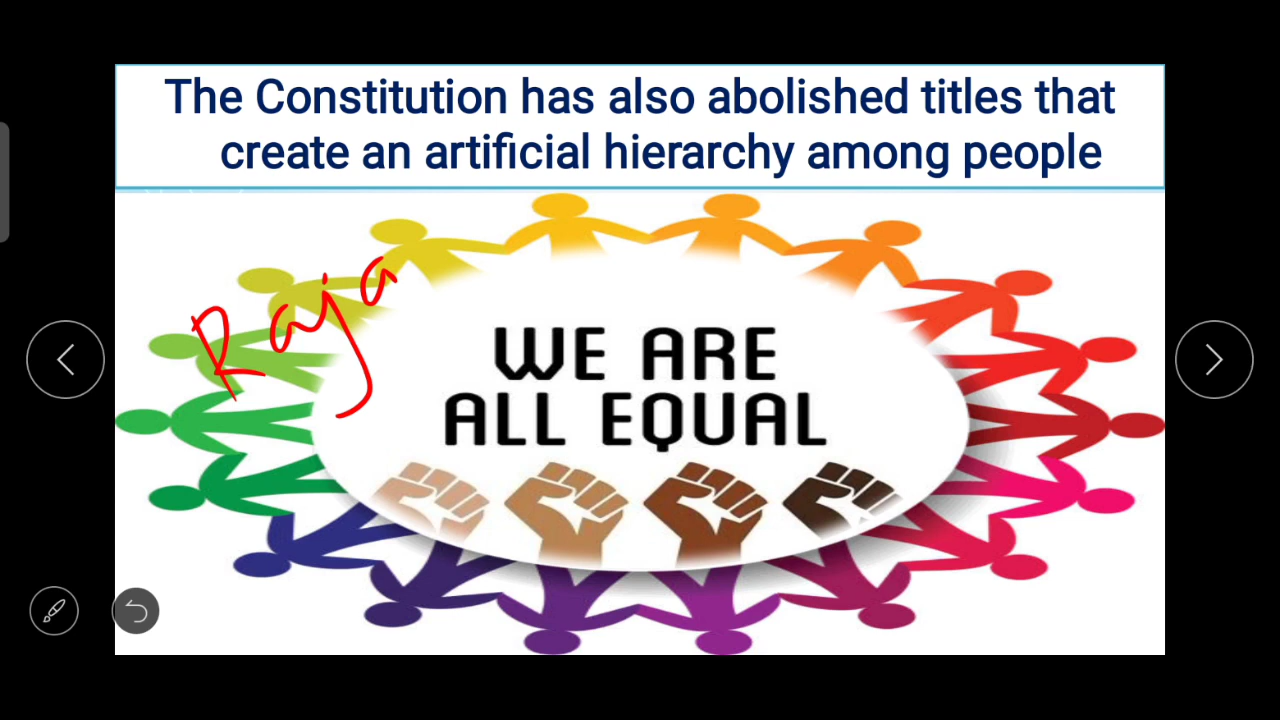 The Constitution has also abolished titles that
create an artificial hierarchy among people
Raja
WE ARE
ALL EQUAL